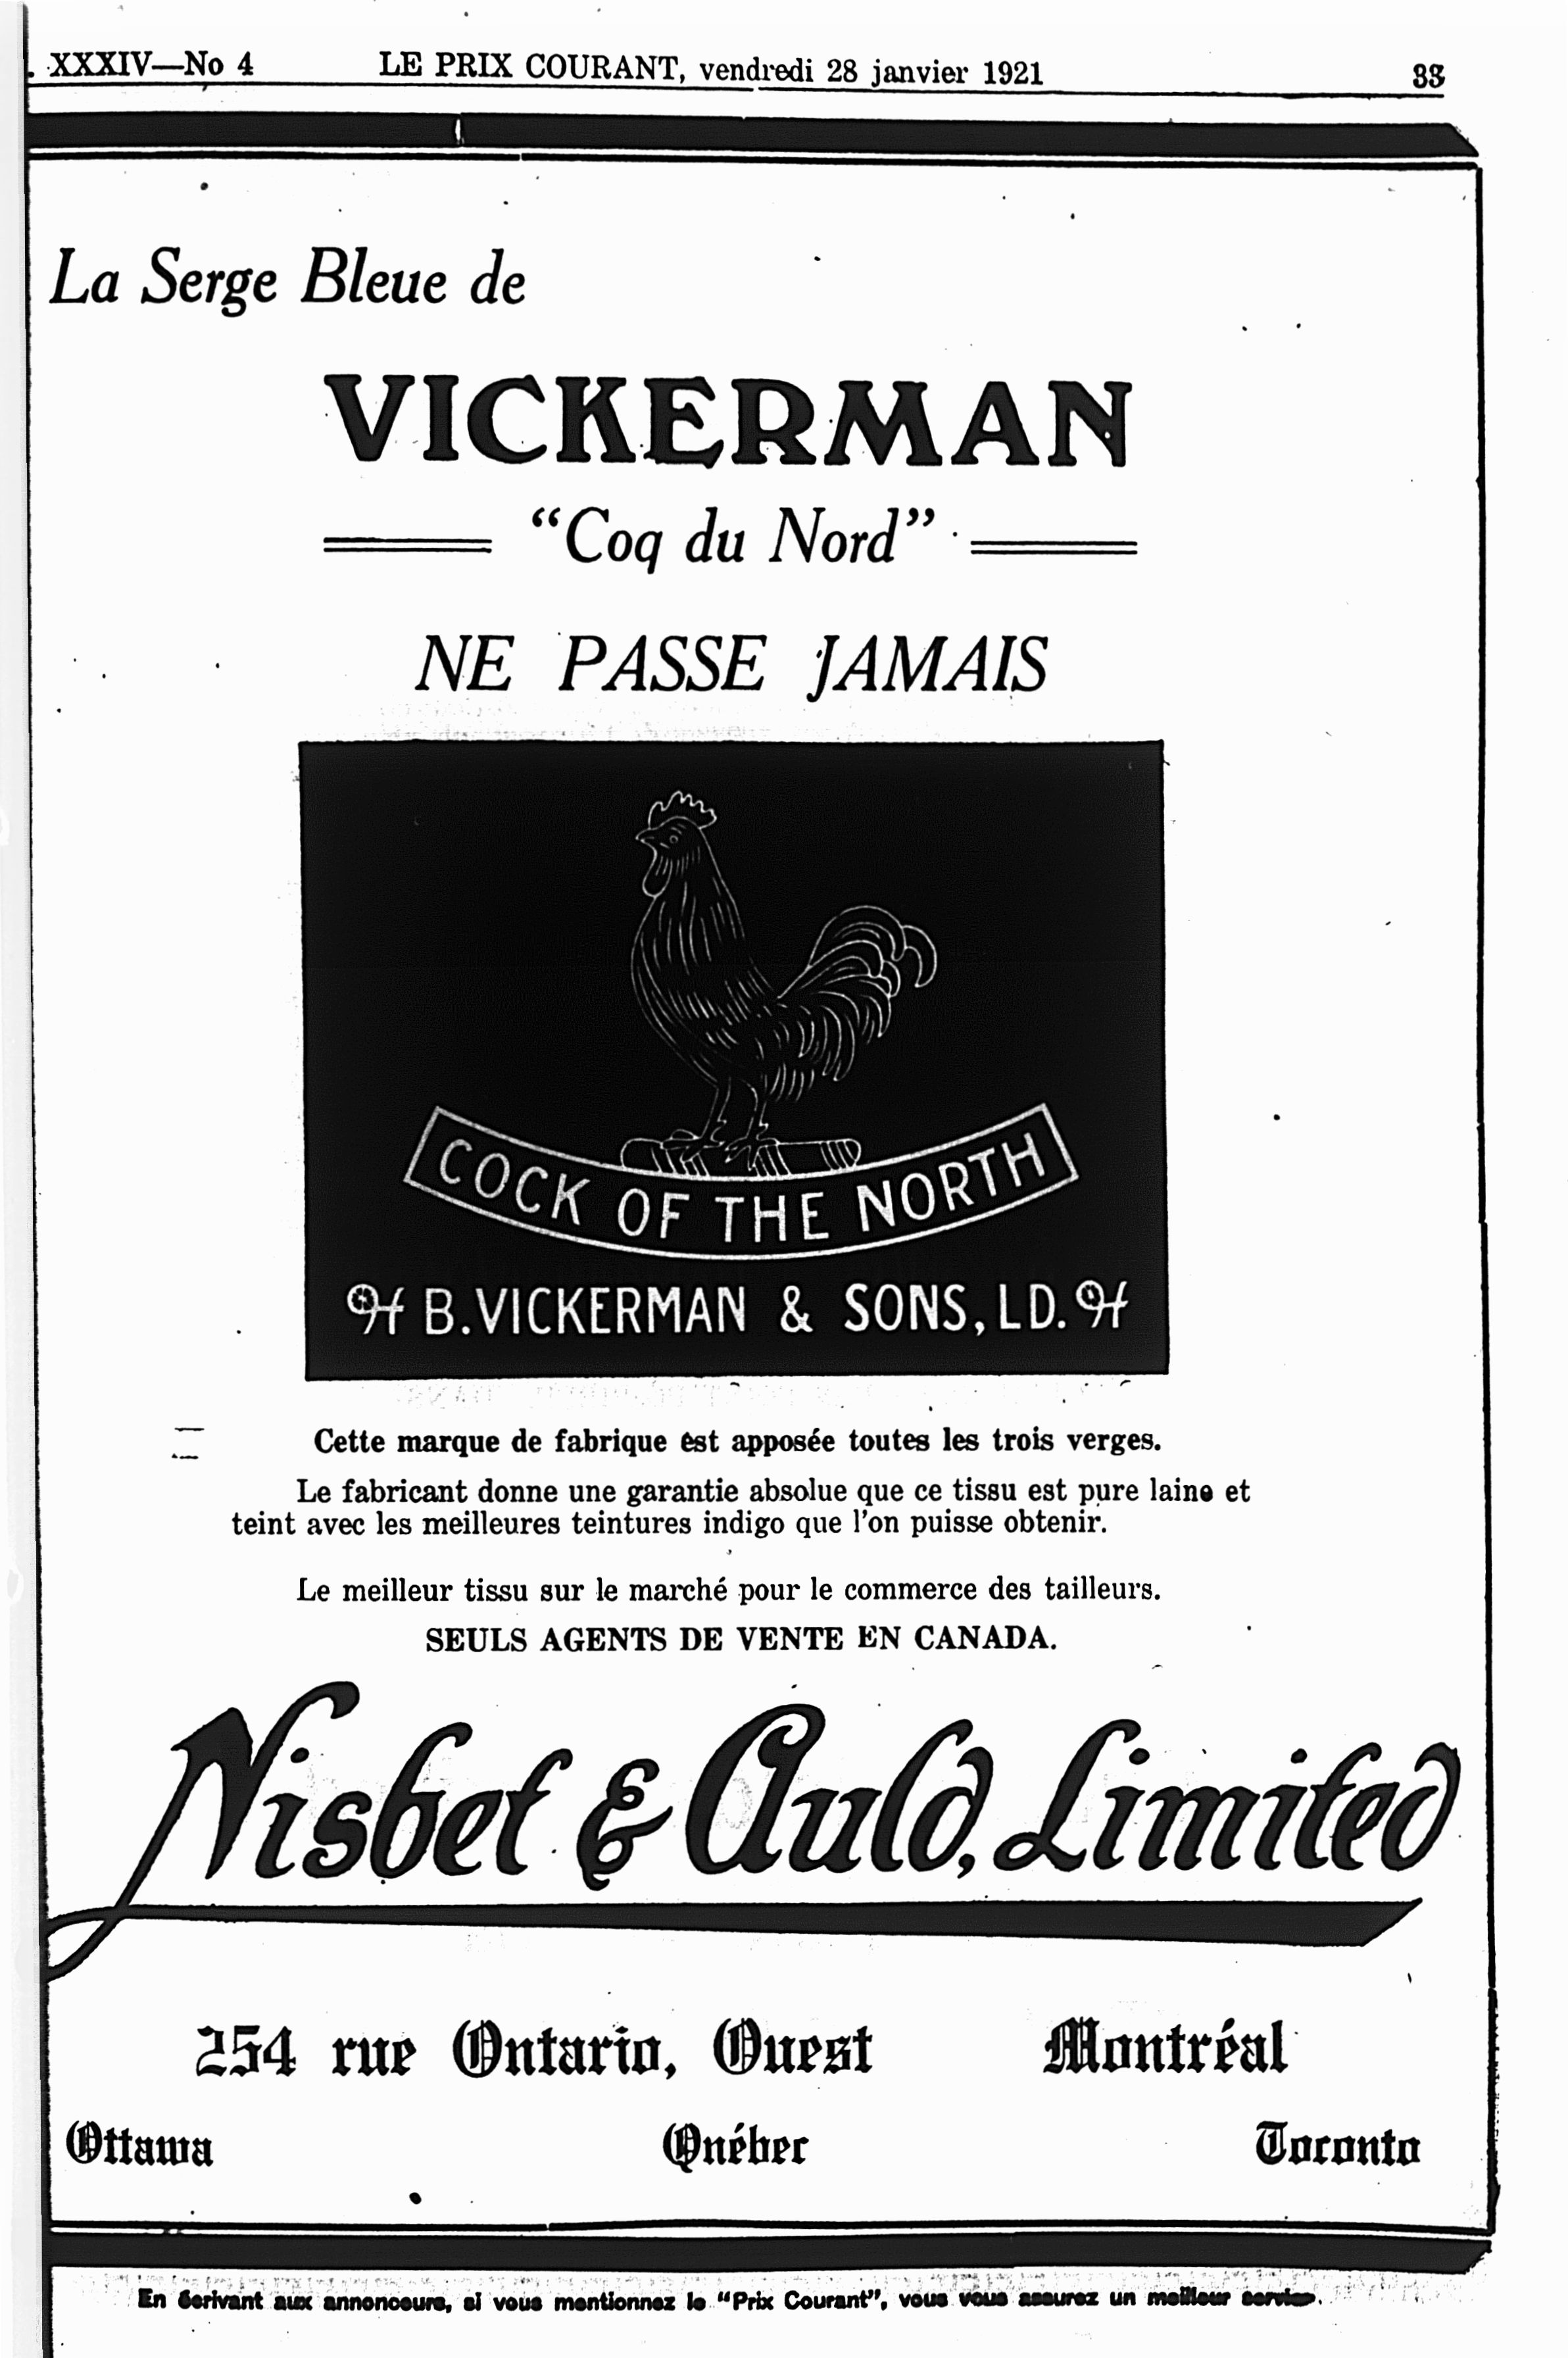 . XXXIV—No 4 LE PRIX COURANT, vendredi 28 janvier 1921 33
La Serge Bleue de
VICKERMAN
“Coq du Nord”
NE PASSE JAMAIS
COCK OF THE NORTH
B. VICKERMAN & SONS, LD.
Cette marque de fabrique est apposée toutes les trois verges.
Le fabricant donne une garantie absolue que ce tissu est pure laine et
teint avec les meilleures teintures indigo que l'on puisse obtenir.
Le meilleur tissu sur le marché pour le commerce des tailleurs.
SEULS AGENTS DE VENTE EN CANADA.
Nisbet & Auld, Limited
254 rue Ontario, Ouest Montréal
Ottawa Québec Toronto
En écrivant aux annonceurs, si vous mentionnez le “Prix Courant”, vous vous assurez un meilleur service.